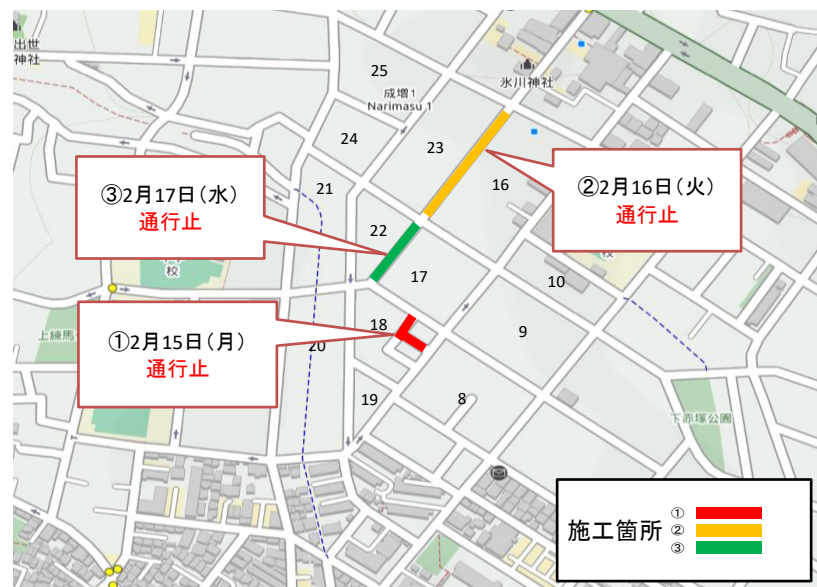 出世
神社
25
成増1
Narimasu 1
氷川神社
24
23
16
21
③2月17日(水)
通行止
②2月16日(火)
通行止
22
17
10
校
校
①2月15日(月)
通行止
上練馬
18
20
9
19
8
下赤塚公園
施工箇所
①
②
③